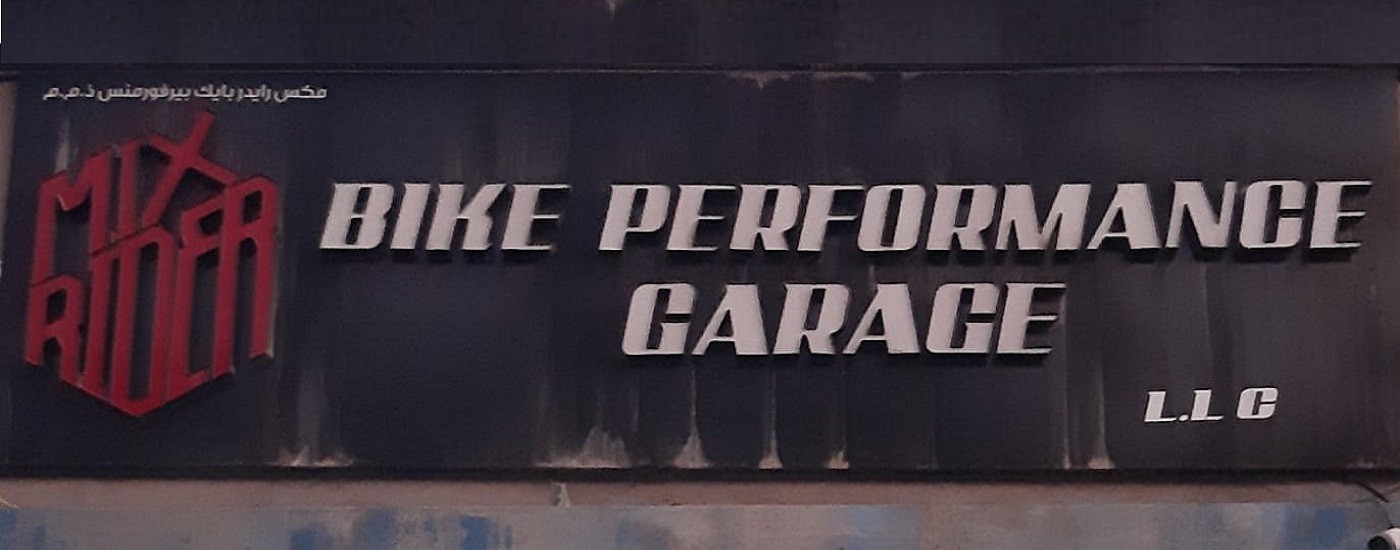 مكس رايدر بايك بيرفورمنس ذ.م.م
MIX
RIDER
BIKE PERFORMANCE
GARAGE
L.L C